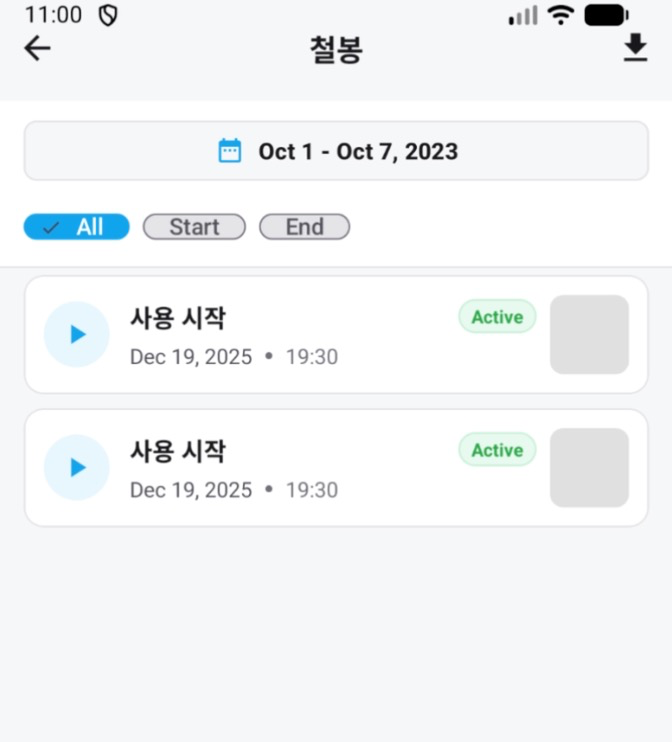 11:00
철봉
Oct 1 - Oct 7, 2023
All Start End
사용 시작 Active
Dec 19, 2025 • 19:30
사용 시작 Active
Dec 19, 2025 • 19:30